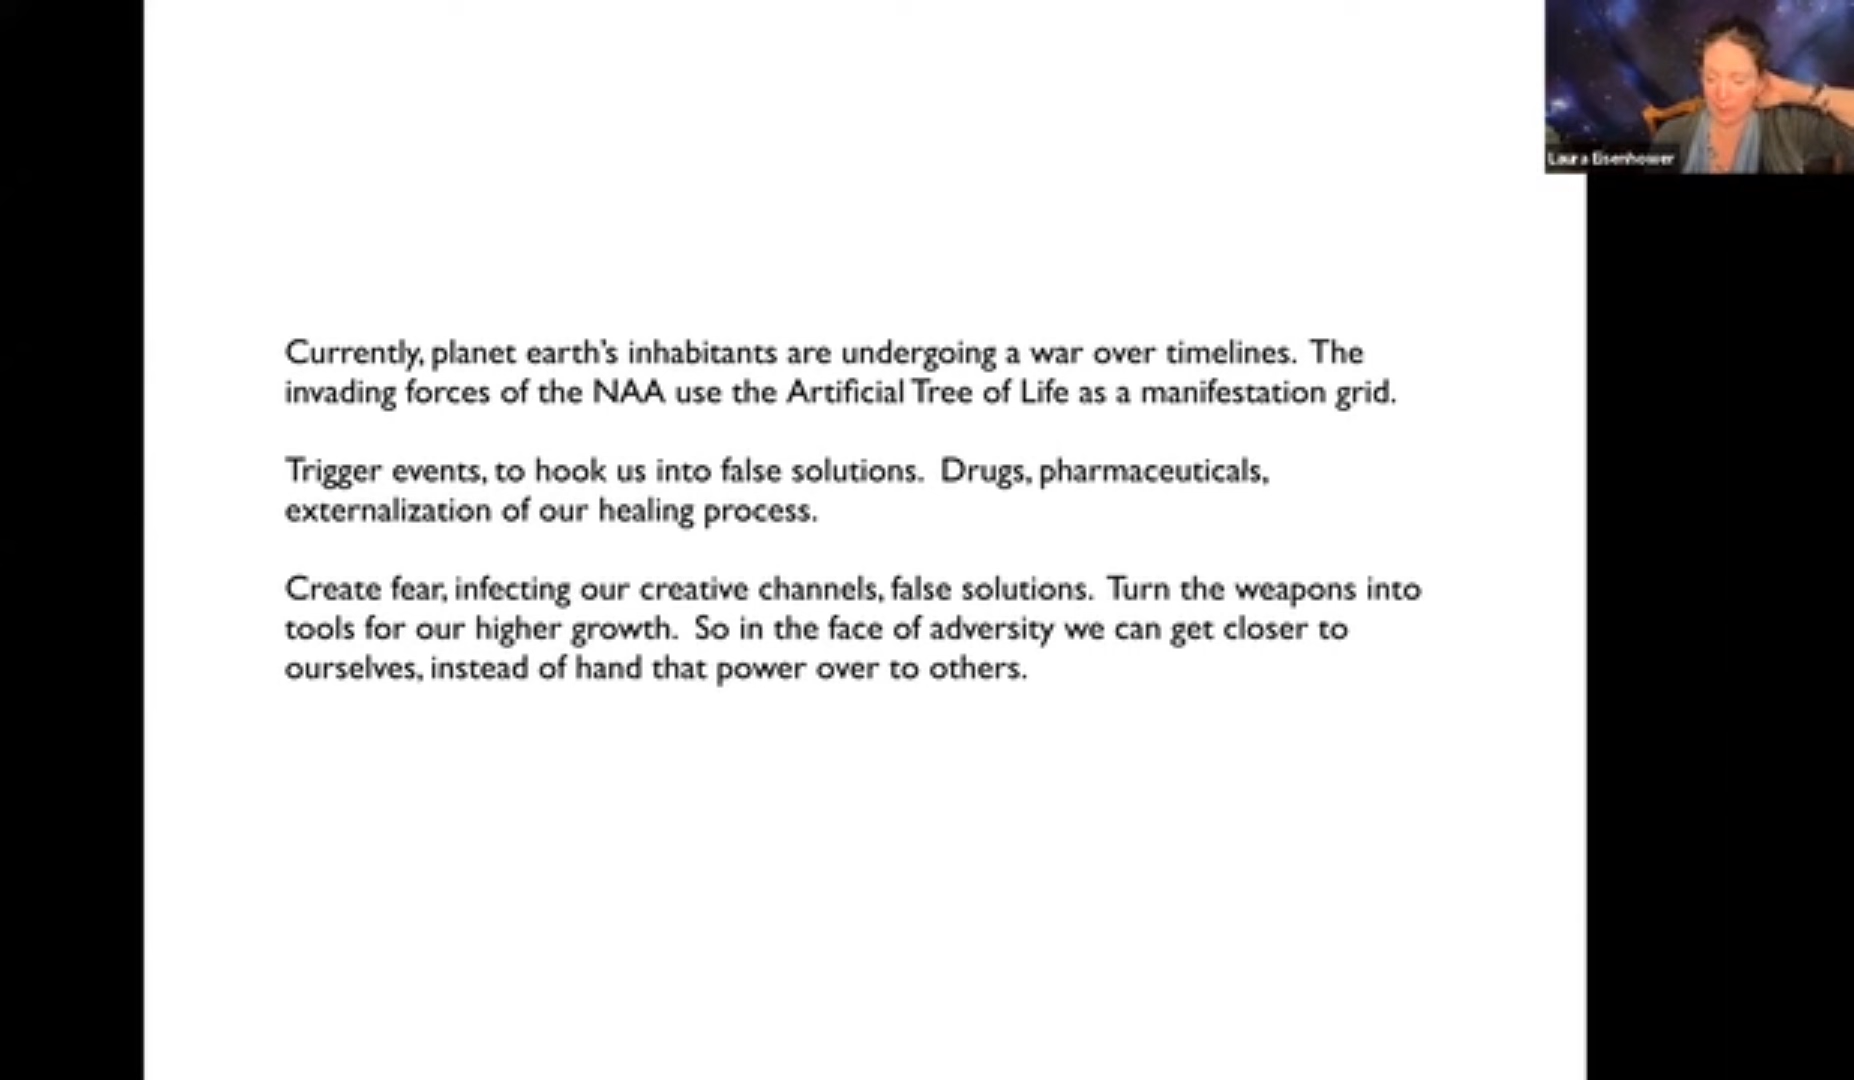 Laura Eisenhower
Currently, planet earth's inhabitants are undergoing a war over timelines. The
invading forces of the NAA use the Artificial Tree of Life as a manifestation grid.
Trigger events, to hook us into false solutions. Drugs, pharmaceuticals,
externalization of our healing process.
Create fear, infecting our creative channels, false solutions. Turn the weapons into
tools for our higher growth. So in the face of adversity we can get closer to
ourselves, instead of hand that power over to others.